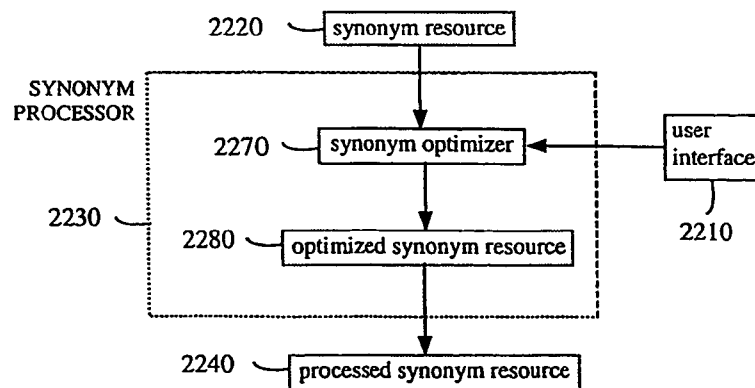 2220
synonym resource
SYNONYM
PROCESSOR
2270
synonym optimizer
user
interface
2210
2230
2280
optimized synonym resource
2240
processed synonym resource